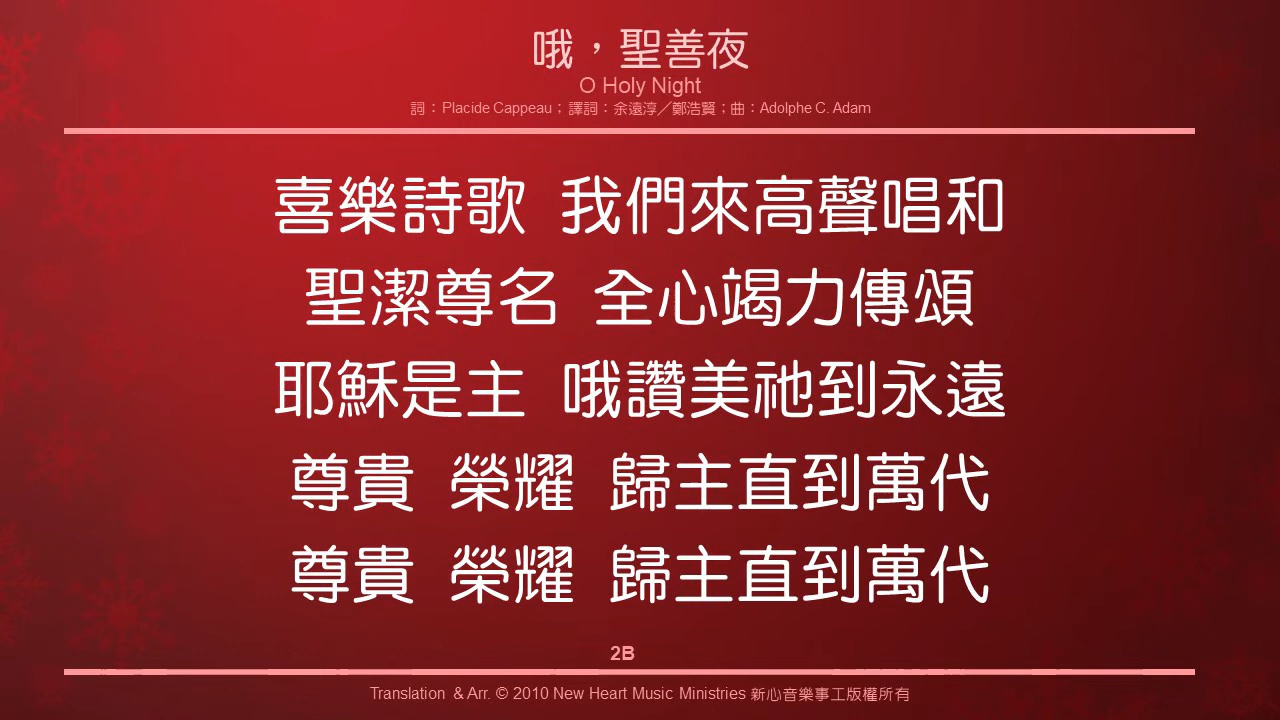 哦，聖善夜
O Holy Night
詞：Placide Cappeau；譯詞：余遠淳／鄭浩賢；曲：Adolphe C. Adam
喜樂詩歌 我們來高聲唱和
聖潔尊名 全心竭力傳頌
耶穌是主 哦讚美祂到永遠
尊貴 榮耀 歸主直到萬代
尊貴 榮耀 歸主直到萬代
2B
Translation & Arr. © 2010 New Heart Music Ministries 新心音樂事工版權所有